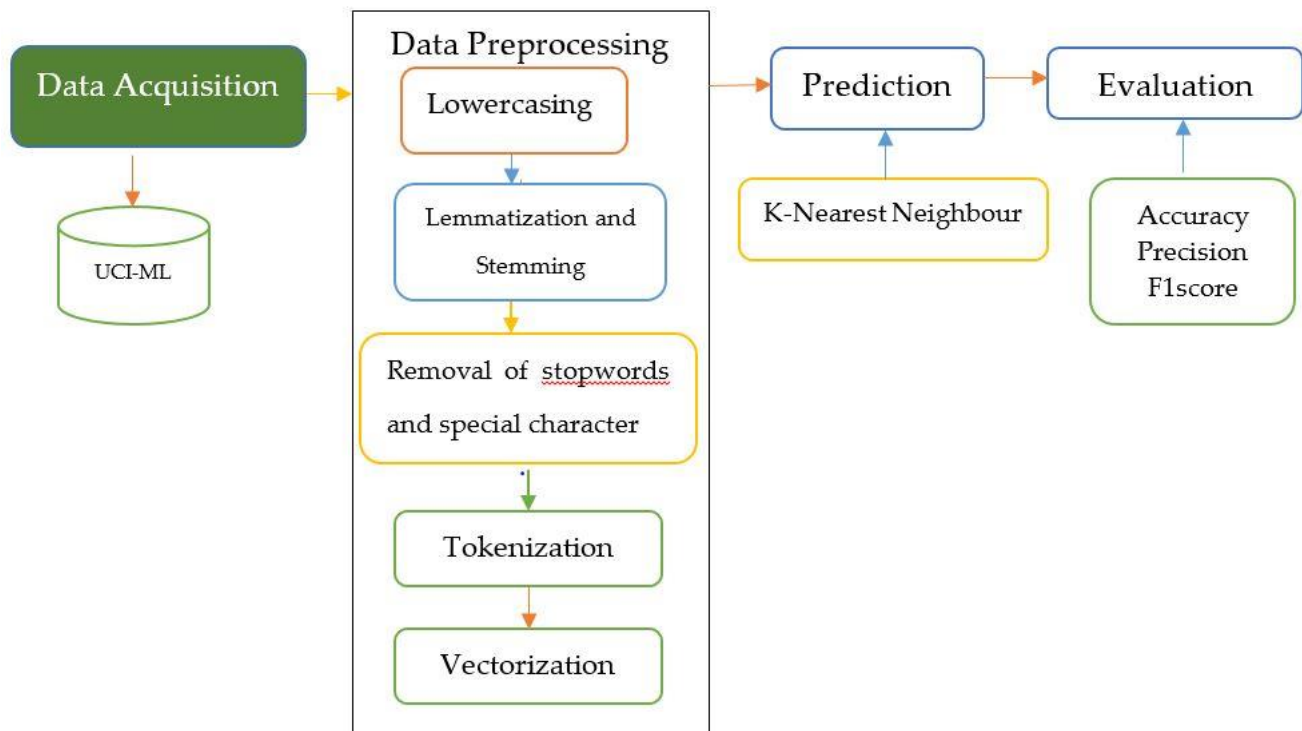 Data Acquisition
UCI-ML
Data Preprocessing
Lowercasing
Lemmatization and
Stemming
Removal of stopwords
and special character
Tokenization
Vectorization
Prediction
K-Nearest Neighbour
Evaluation
Accuracy
Precision
F1score